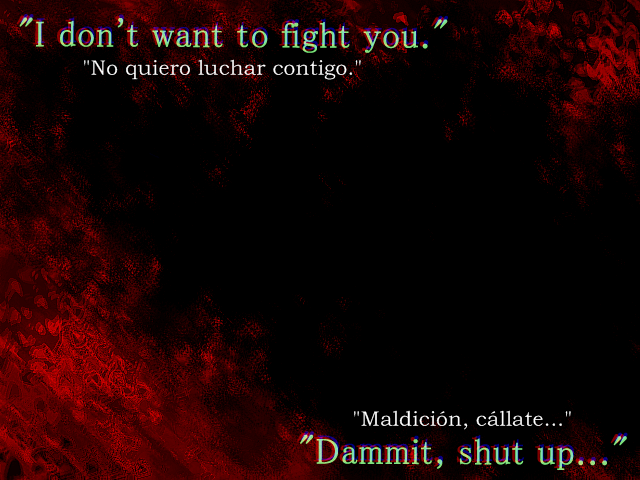 "I don't want to fight you."
"No quiero luchar contigo."
"Maldición, cállate..."
"Dammit, shut up..."